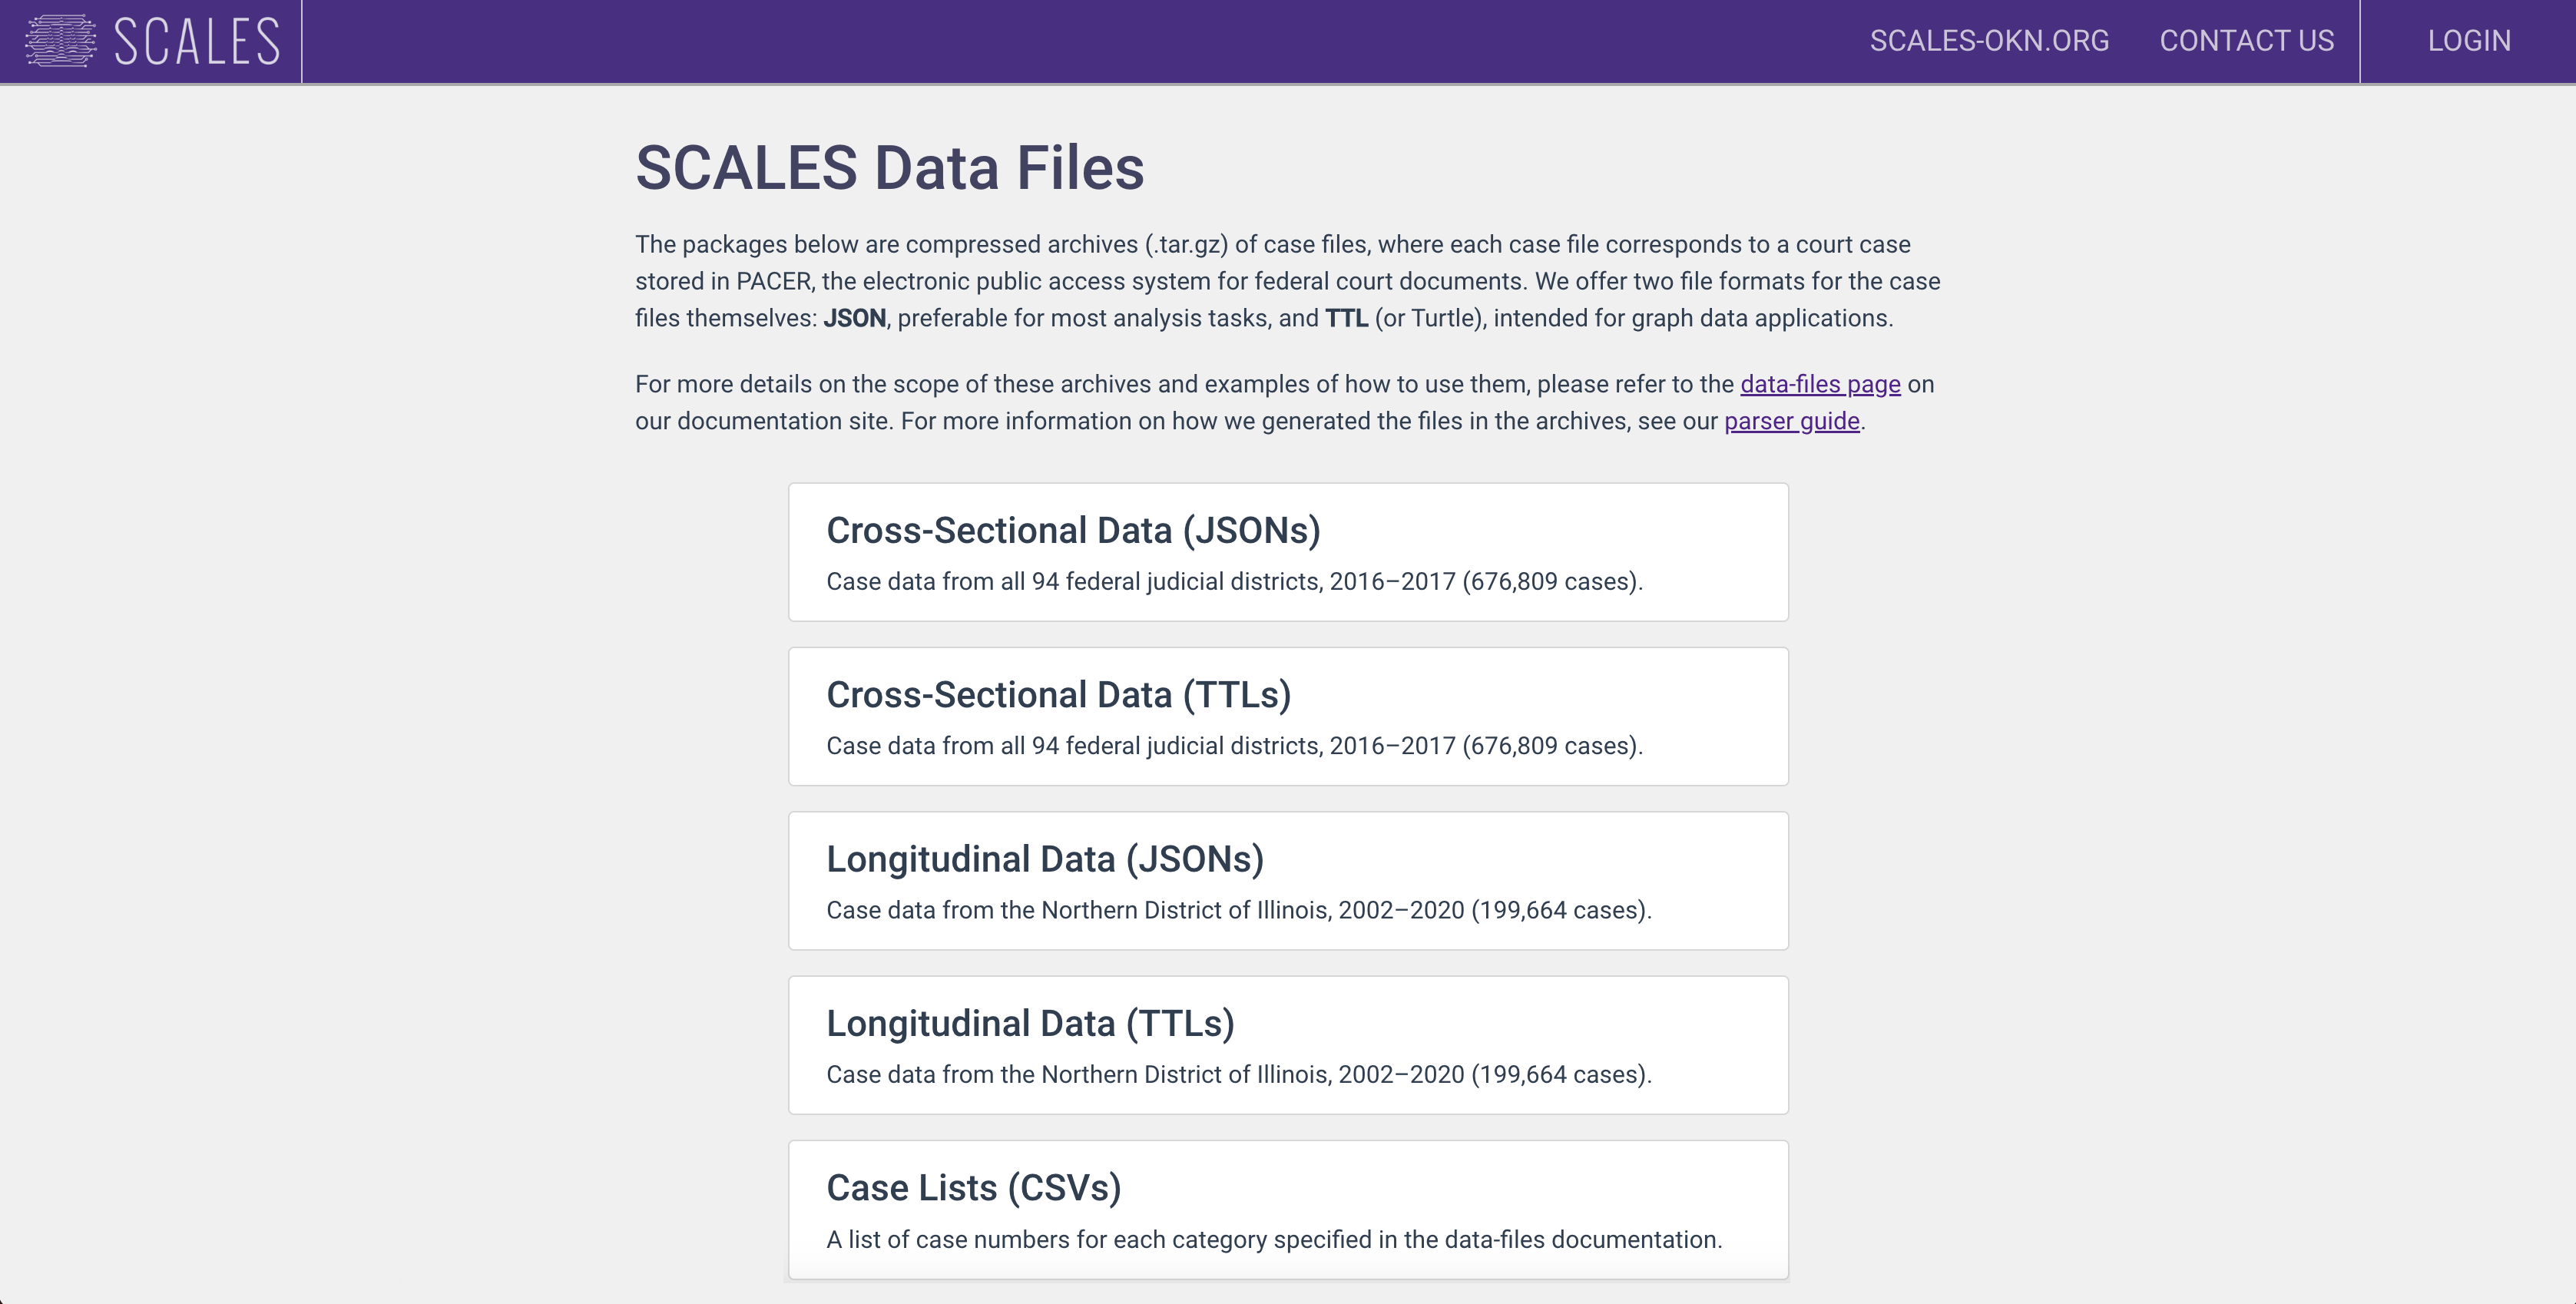 SCALES
SCALES-OKN.ORG
CONTACT US
LOGIN
SCALES Data Files
The packages below are compressed archives (.tar.gz) of case files, where each case file corresponds to a court case
stored in PACER, the electronic public access system for federal court documents. We offer two file formats for the case
files themselves: JSON, preferable for most analysis tasks, and TTL (or Turtle), intended for graph data applications.
For more details on the scope of these archives and examples of how to use them, please refer to the data-files page on
our documentation site. For more information on how we generated the files in the archives, see our parser guide.
Cross-Sectional Data (JSONs)
Case data from all 94 federal judicial districts, 2016–2017 (676,809 cases).
Cross-Sectional Data (TTLs)
Case data from all 94 federal judicial districts, 2016–2017 (676,809 cases).
Longitudinal Data (JSONs)
Case data from the Northern District of Illinois, 2002–2020 (199,664 cases).
Longitudinal Data (TTLs)
Case data from the Northern District of Illinois, 2002–2020 (199,664 cases).
Case Lists (CSVs)
A list of case numbers for each category specified in the data-files documentation.